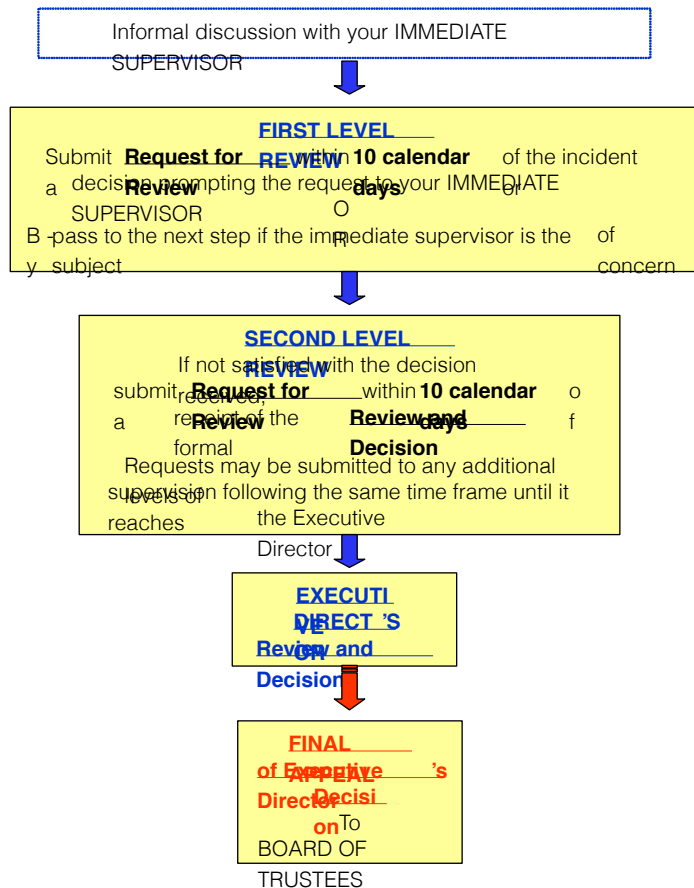 Informal discussion with your IMMEDIATE SUPERVISOR
FIRST LEVEL REVIEW
Submit a Request for Review within 10 calendar days of the incident or
decision prompting the request to your IMMEDIATE SUPERVISOR
OR
By-pass to the next step if the immediate supervisor is the subject of concern
SECOND LEVEL REVIEW
If not satisfied with the decision received,
submit a Request for Review within 10 calendar days of
receipt of the formal Review and Decision
Requests may be submitted to any additional levels of
supervision following the same time frame until it reaches
the Executive Director
EXECUTIVE
DIRECTOR'S
Review and Decision
FINAL APPEAL
of Executive Director's
Decision
To
BOARD OF TRUSTEES